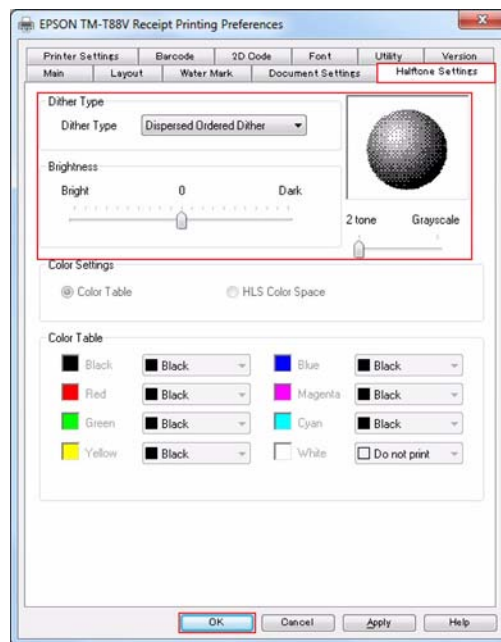 EPSON TM-T88V Receipt Printing Preferences
Printer Settings Barcode 2D Code Font Utility Version
Main Layout Water Mark Document Settings Halftone Settings
Dither Type
Dither Type Dispersed Ordered Dither
Brightness
Bright 0 Dark
2 tone Grayscale
Color Settings
Color Table HLS Color Space
Color Table
Black Black Blue Black
Red Black Magenta Black
Green Black Cyan Black
Yellow Black White Do not print
OK Cancel Apply Help